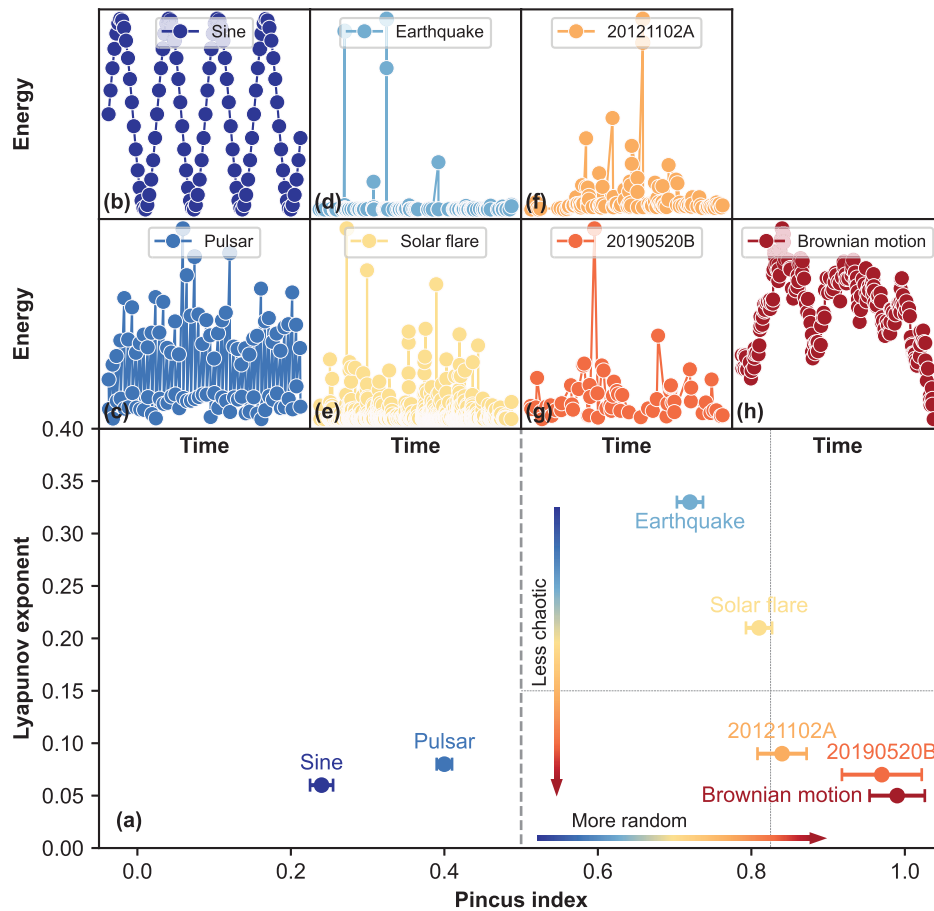 Sine
Earthquake
20121102A
Energy
(b)
(d)
(f)
Pulsar
Solar flare
20190520B
Brownian motion
Energy
(c)
(e)
(g)
(h)
Time
Time
Time
Time
0.40
0.35
0.30
0.25
0.20
0.15
0.10
0.05
0.00
Lyapunov exponent
Earthquake
Solar flare
Less chaotic
20121102A
20190520B
Pulsar
Sine
Brownian motion
(a)
More random
0.0
0.2
0.4
0.6
0.8
1.0
Pincus index